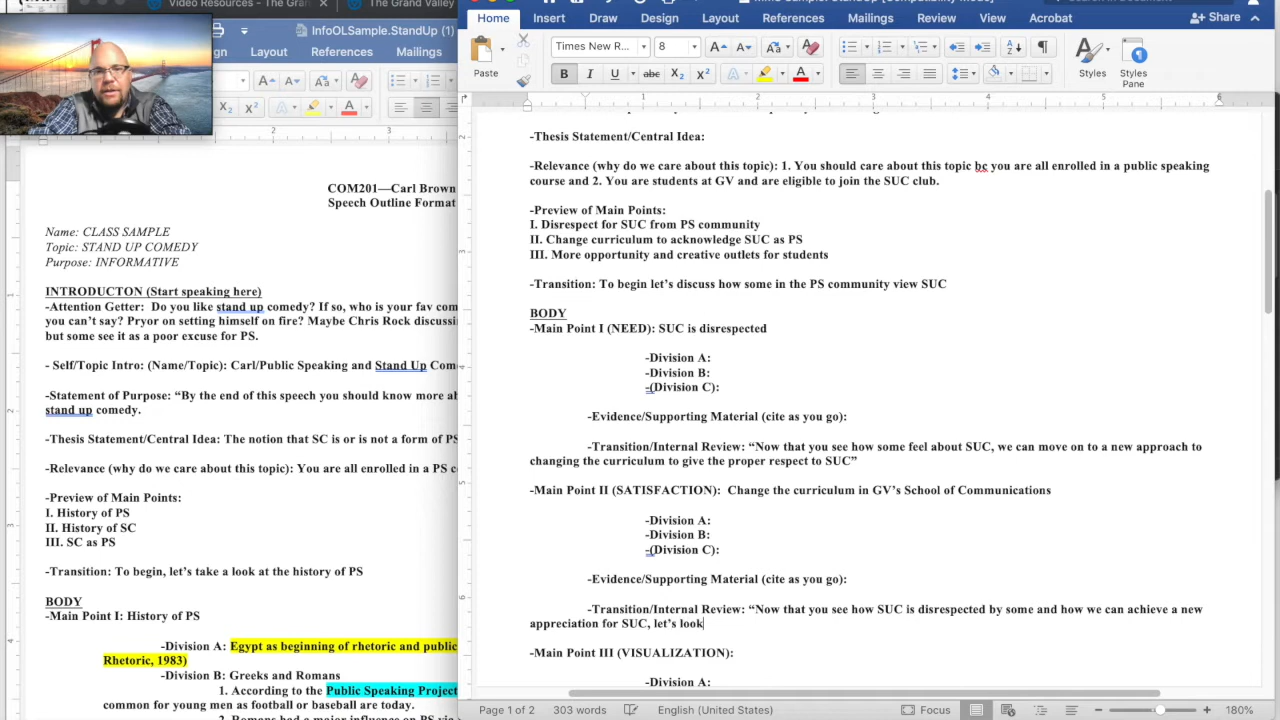 Video Resources - The Gran
The Grand Valley
InfoOLSample.StandUp (1)
Design
Layout
References
COM201—Carl Brown
Speech Outline Format
Name: CLASS SAMPLE
Topic: STAND UP COMEDY
Purpose: INFORMATIVE
INTRODUCTON (Start speaking here)
-Attention Getter: Do you like stand up comedy? If so, who is your fav com
you can’t say? Pryor on setting himself on fire? Maybe Chris Rock discussi
but some see it as a poor excuse for PS.
- Self/Topic Intro: (Name/Topic): Carl/Public Speaking and Stand Up Com
-Statement of Purpose: “By the end of this speech you should know more ab
stand up comedy.
-Thesis Statement/Central Idea: The notion that SC is or is not a form of PS
-Relevance (why do we care about this topic): You are all enrolled in a PS c
-Preview of Main Points:
I. History of PS
II. History of SC
III. SC as PS
-Transition: To begin, let’s take a look at the history of PS
BODY
-Main Point I: History of PS
-Division A: Egypt as beginning of rhetoric and public
Rhetoric, 1983)
-Division B: Greeks and Romans
1. According to the Public Speaking Project
common for young men as football or baseball are today.
Home Insert Draw Design Layout References Mailings Review View Acrobat Share
Times New R... 8
Paste
Styles
Styles Pane
-Thesis Statement/Central Idea:
-Relevance (why do we care about this topic): 1. You should care about this topic bc you are all enrolled in a public speaking
course and 2. You are students at GV and are eligible to join the SUC club.
-Preview of Main Points:
I. Disrespect for SUC from PS community
II. Change curriculum to acknowledge SUC as PS
III. More opportunity and creative outlets for students
-Transition: To begin let’s discuss how some in the PS community view SUC
BODY
-Main Point I (NEED): SUC is disrespected
-Division A:
-Division B:
-(Division C):
-Evidence/Supporting Material (cite as you go):
-Transition/Internal Review: “Now that you see how some feel about SUC, we can move on to a new approach to
changing the curriculum to give the proper respect to SUC”
-Main Point II (SATISFACTION): Change the curriculum in GV’s School of Communications
-Division A:
-Division B:
-(Division C):
-Evidence/Supporting Material (cite as you go):
-Transition/Internal Review: “Now that you see how SUC is disrespected by some and how we can achieve a new
appreciation for SUC, let’s look
-Main Point III (VISUALIZATION):
-Division A:
Page 1 of 2 303 words English (United States) Focus 180%